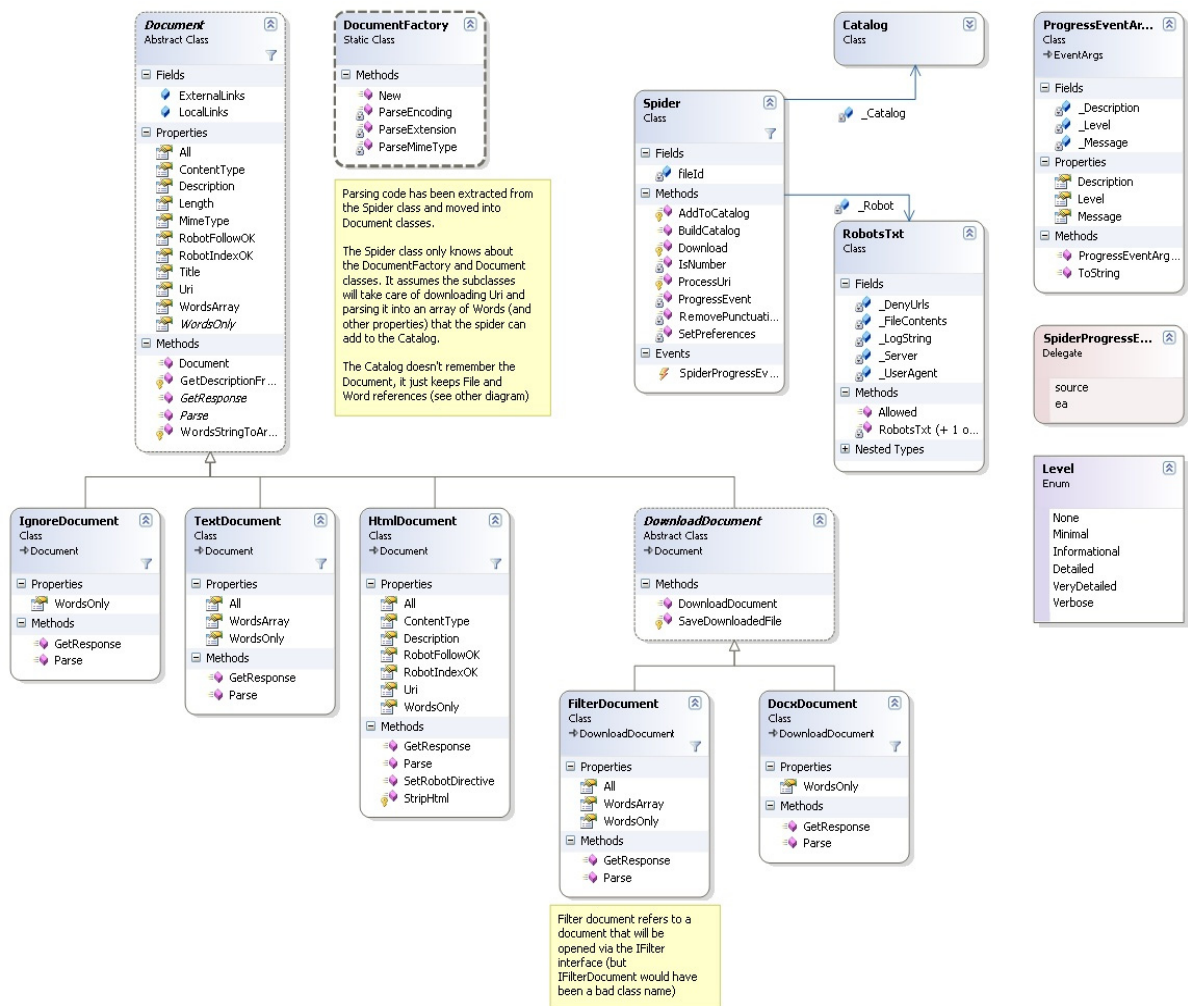 Document
Abstract Class
Fields
ExternalLinks
LocalLinks
Properties
All
ContentType
Description
Length
MimeType
RobotFollowOK
RobotIndexOK
Title
Uri
WordsArray
WordsOnly
Methods
Document
GetDescriptionFr...
GetResponse
Parse
WordsStringToAr...
DocumentFactory
Static Class
Methods
New
ParseEncoding
ParseExtension
ParseMimeType
Parsing code has been extracted from
the Spider class and moved into
Document classes.
The Spider class only knows about
the DocumentFactory and Document
classes. It assumes the subclasses
will take care of downloading Uri and
parsing it into an array of Words (and
other properties) that the spider can
add to the Catalog.
The Catalog doesn't remember the
Document, it just keeps File and
Word references (see other diagram)
Spider
Class
Fields
fileId
Methods
AddToCatalog
BuildCatalog
Download
IsNumber
ProcessUri
ProgressEvent
RemovePunctuati...
SetPreferences
Events
SpiderProgressEv...
Catalog
Class
_Catalog
_Robot
RobotsTxt
Class
Fields
_DenyUrls
_FileContents
_LogString
_Server
_UserAgent
Methods
Allowed
RobotsTxt (+ 1 o...
Nested Types
ProgressEventAr...
Class
EventArgs
Fields
_Description
_Level
_Message
Properties
Description
Level
Message
Methods
ProgressEventArg...
ToString
SpiderProgressE...
Delegate
source
ea
Level
Enum
None
Minimal
Informational
Detailed
VeryDetailed
Verbose
IgnoreDocument
Class
Document
Properties
WordsOnly
Methods
GetResponse
Parse
TextDocument
Class
Document
Properties
All
WordsArray
WordsOnly
Methods
GetResponse
Parse
HtmlDocument
Class
Document
Properties
All
ContentType
Description
RobotFollowOK
RobotIndexOK
Uri
WordsOnly
Methods
GetResponse
Parse
SetRobotDirective
StripHtml
DownloadDocument
Abstract Class
Document
Methods
DownloadDocument
SaveDownloadedFile
FilterDocument
Class
DownloadDocument
Properties
All
WordsArray
WordsOnly
Methods
GetResponse
Parse
DocxDocument
Class
DownloadDocument
Properties
WordsOnly
Methods
GetResponse
Parse
Filter document refers to a
document that will be
opened via the IFilter
interface (but
IFilterDocument would have
been a bad class name)